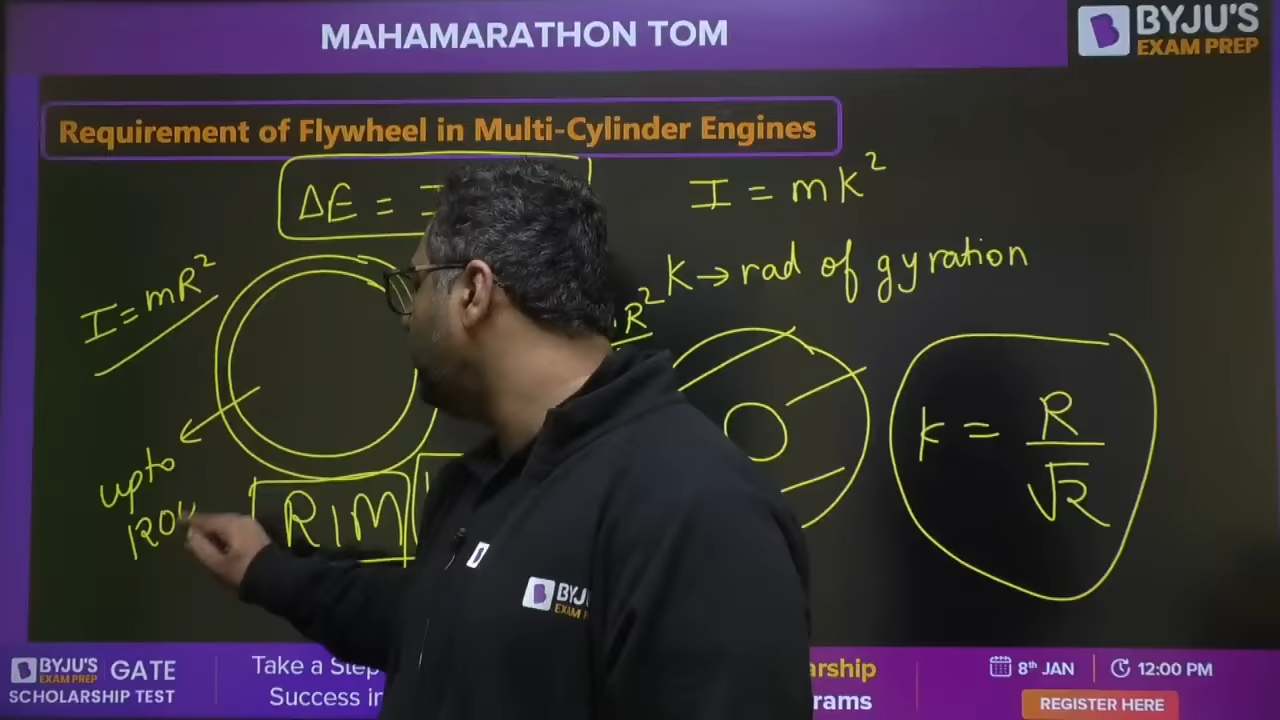 MAHAMARATHON TOM
BYJU'S
EXAM PREP
Requirement of Flywheel in Multi-Cylinder Engines
ΔE =
I = mk²
I = mR²
k → rad of gyration
R²
k = R/√2
upto
RIM
BYJU'S
EXAM PREP
GATE
SCHOLARSHIP TEST
Take a Step
Success in
rams
8th JAN
12:00 PM
REGISTER HERE